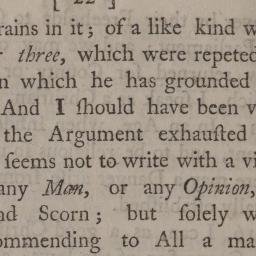 [ 22 ]
rains in it; of a like kind w
three, which were repeted
n which he has grounded
And I ſhould have been v
the Argument exhauſted
ſeems not to write with a vi
any Man, or any Opinion,
nd Scorn; but ſolely w
ommending to All a ma